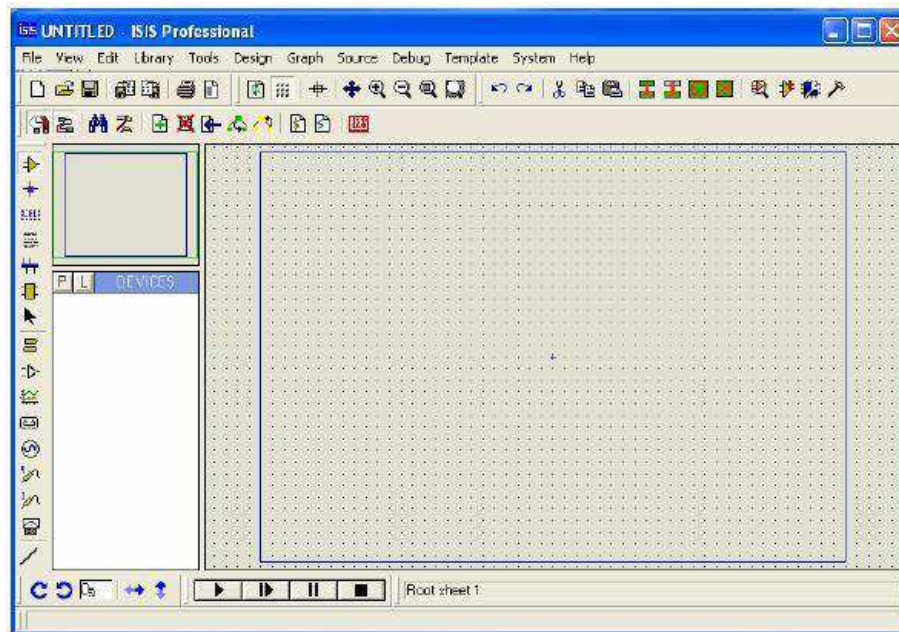 isis UNTITLED - ISIS Professional
File View Edit Library Tools Design Graph Source Debug Template System Help
P L DEVICES
Root sheet 1